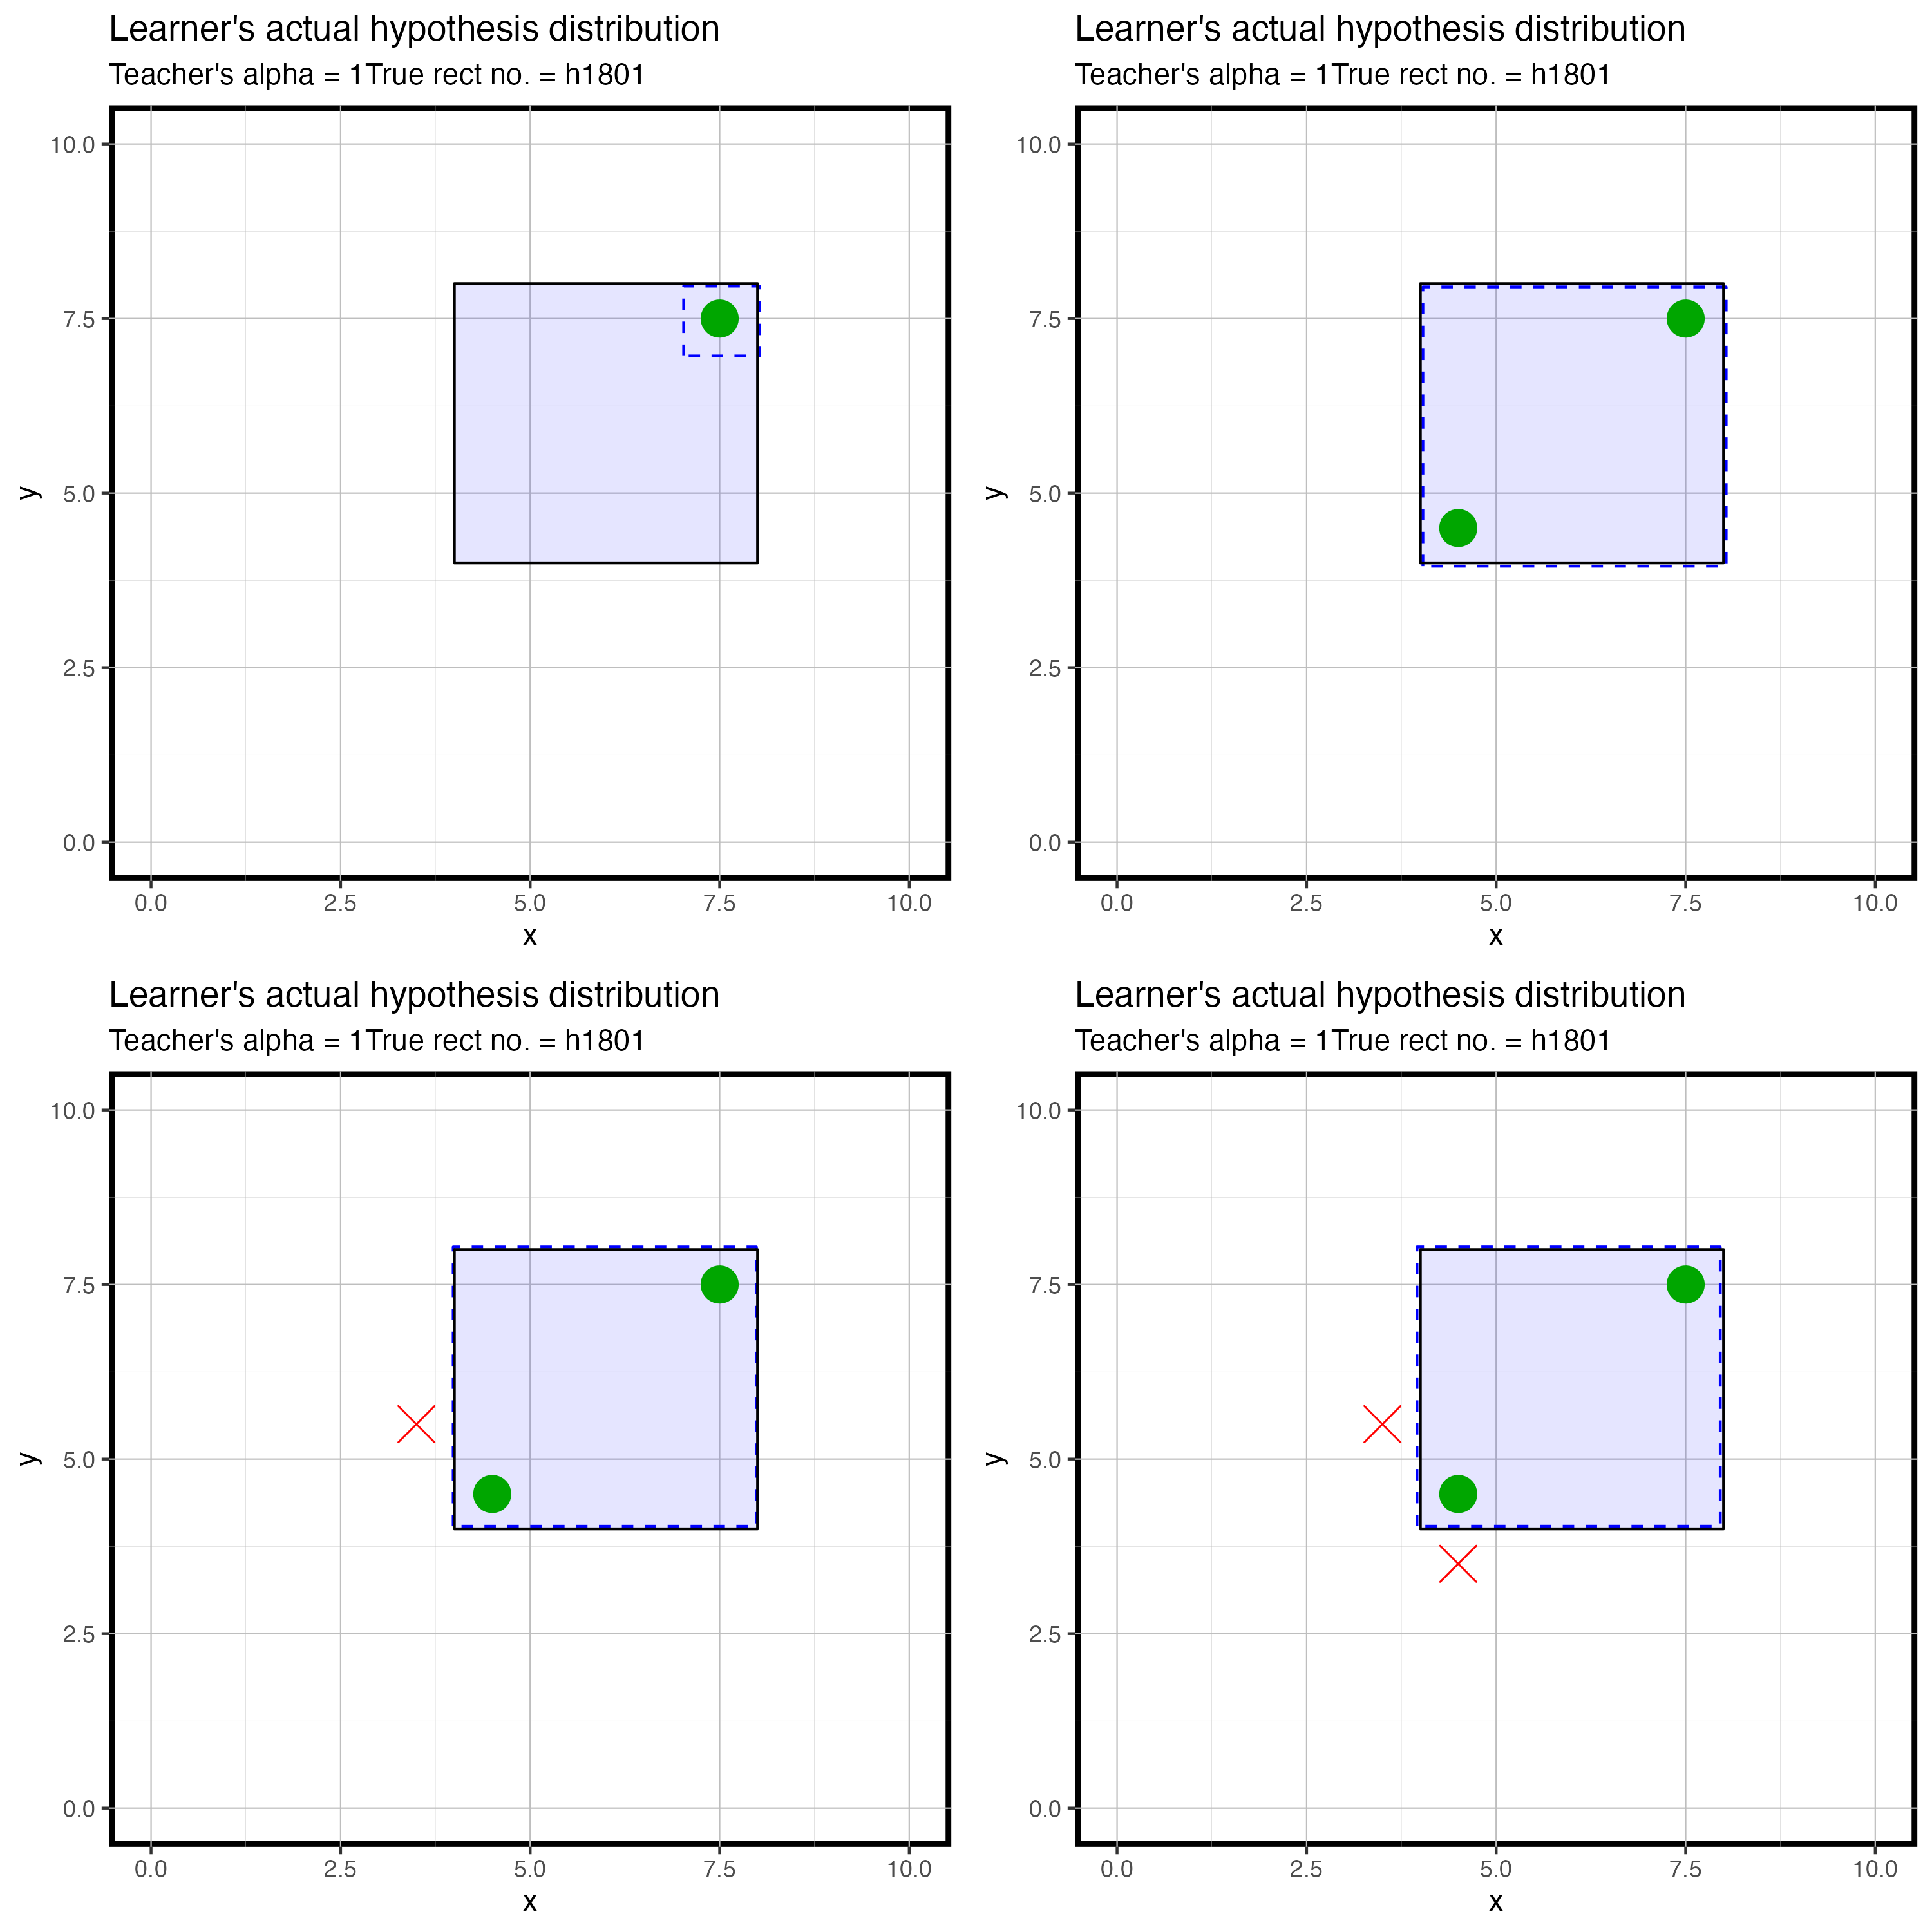 Learner's actual hypothesis distribution
Teacher's alpha = 1True rect no. = h1801
10.0
7.5
5.0
2.5
0.0
y
0.0 2.5 5.0 7.5 10.0
x
Learner's actual hypothesis distribution
Teacher's alpha = 1True rect no. = h1801
10.0
7.5
5.0
2.5
0.0
y
0.0 2.5 5.0 7.5 10.0
x
Learner's actual hypothesis distribution
Teacher's alpha = 1True rect no. = h1801
10.0
7.5
5.0
2.5
0.0
y
0.0 2.5 5.0 7.5 10.0
x
Learner's actual hypothesis distribution
Teacher's alpha = 1True rect no. = h1801
10.0
7.5
5.0
2.5
0.0
y
0.0 2.5 5.0 7.5 10.0
x